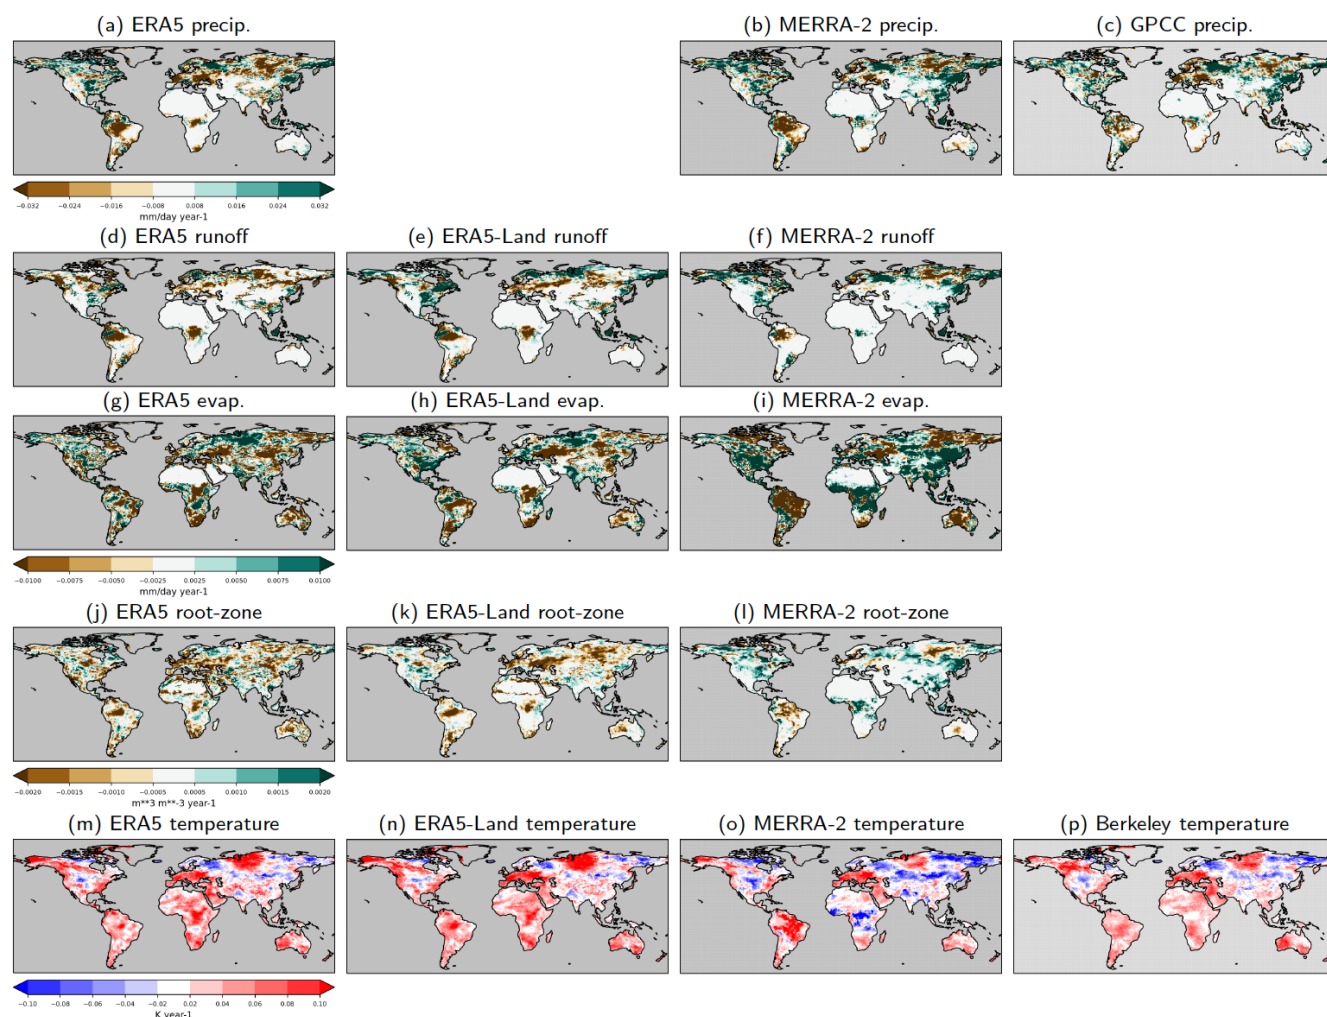 (a) ERA5 precip.
(b) MERRA-2 precip.
(c) GPCC precip.
−0.032 −0.024 −0.016 −0.008 0.008 0.016 0.024 0.032
mm/day year-1
(d) ERA5 runoff
(e) ERA5-Land runoff
(f) MERRA-2 runoff
(g) ERA5 evap.
(h) ERA5-Land evap.
(i) MERRA-2 evap.
−0.0100 −0.0075 −0.0050 −0.0025 0.0025 0.0050 0.0075 0.0100
mm/day year-1
(j) ERA5 root-zone
(k) ERA5-Land root-zone
(l) MERRA-2 root-zone
−0.0020 −0.0015 −0.0010 −0.0005 0.0005 0.0010 0.0015 0.0020
m**3 m**-3 year-1
(m) ERA5 temperature
(n) ERA5-Land temperature
(o) MERRA-2 temperature
(p) Berkeley temperature
−0.10 −0.08 −0.06 −0.04 −0.02 0.02 0.04 0.06 0.08 0.10
K year-1